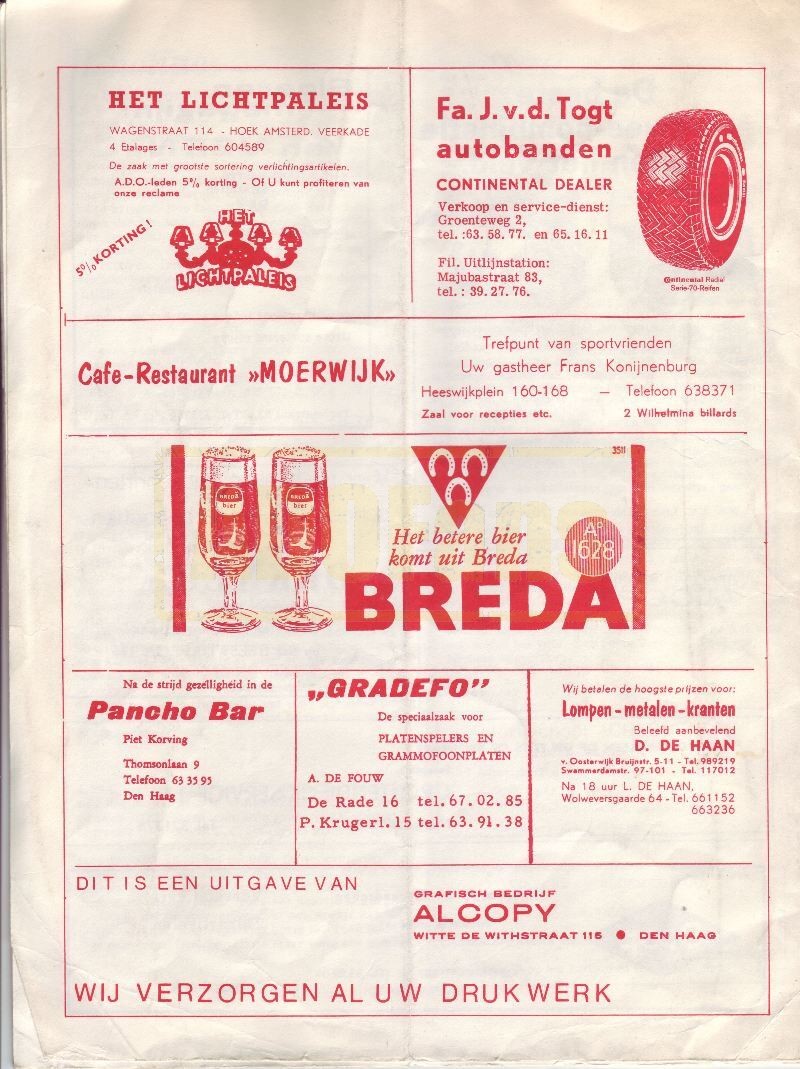 HET LICHTPALEIS
WAGENSTRAAT 114 - HOEK AMSTERD. VEERKADE
4 Etalages - Telefoon 604589
De zaak met grootste sortering verlichtingsartikelen.
A.D.O.-leden 5% korting - Of U kunt profiteren van
onze reclame
5% KORTING!
HET
LICHTPALEIS
Fa. J. v.d. Togt
autobanden
CONTINENTAL DEALER
Verkoop en service-dienst:
Groenteweg 2,
tel. :63. 58. 77. en 65. 16. 11
Fil. Uitlijnstation:
Majubastraat 83,
tel. : 39. 27. 76.
Continental Radial
Serie-70-Reifen
Cafe-Restaurant »MOERWIJK»
Trefpunt van sportvrienden
Uw gastheer Frans Konijnenburg
Heeswijkplein 160-168 — Telefoon 638371
Zaal voor recepties etc. 2 Wilhelmina billards
3511
BREDA
bier
BREDA
bier
Het betere bier
komt uit Breda
Aº
1628
BREDA
Na de strijd gezelligheid in de
Pancho Bar
Piet Korving
Thomsonlaan 9
Telefoon 63 35 95
Den Haag
„GRADEFO”
De speciaalzaak voor
PLATENSPELERS EN
GRAMMOFOONPLATEN
A. DE FOUW
De Rade 16 tel. 67. 02. 85
P. Krugerl. 15 tel. 63. 91. 38
Wij betalen de hoogste prijzen voor:
Lompen - metalen - kranten
Beleefd aanbevelend
D. DE HAAN
v. Oosterwijk Bruijnstr. 5-11 - Tel. 989219
Swammerdamstr. 97-101 - Tel. 117012
Na 18 uur L. DE HAAN,
Wolweversgaarde 64 - Tel. 661152
663236
DIT IS EEN UITGAVE VAN
GRAFISCH BEDRIJF
ALCOPY
WITTE DE WITHSTRAAT 115 ● DEN HAAG
WIJ VERZORGEN AL UW DRUKWERK